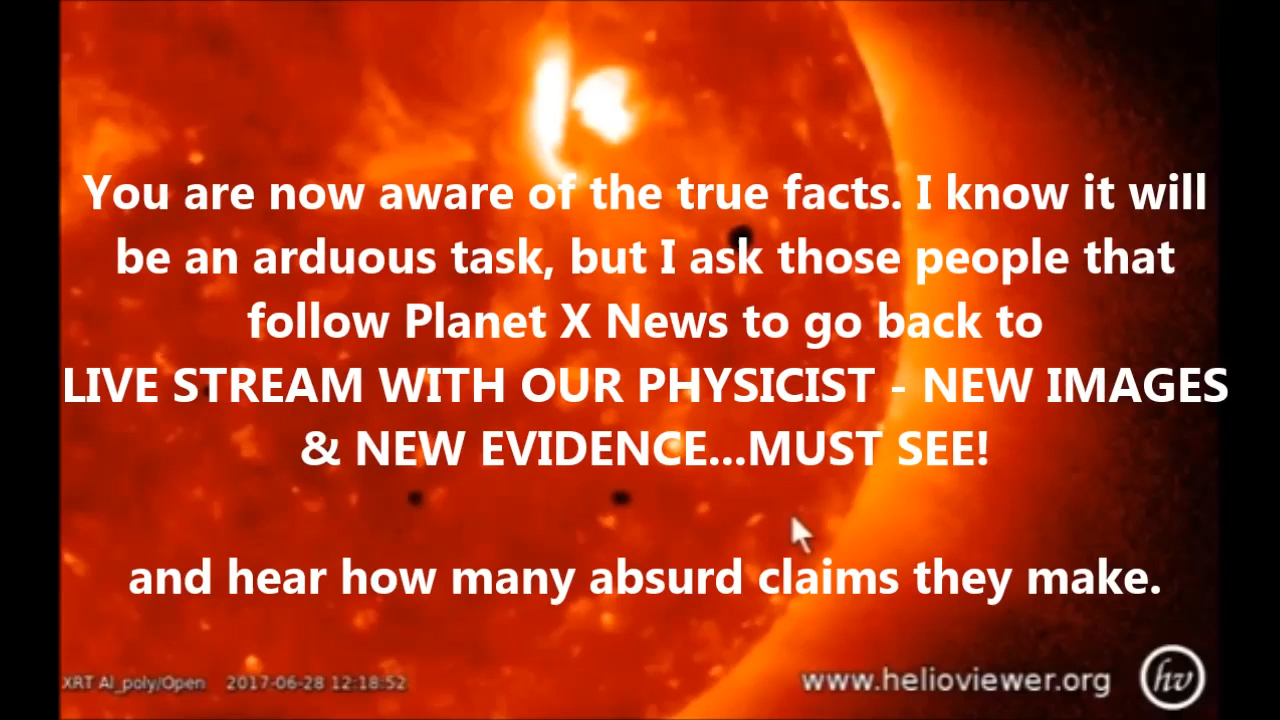 You are now aware of the true facts. I know it will
be an arduous task, but I ask those people that
follow Planet X News to go back to
LIVE STREAM WITH OUR PHYSICIST - NEW IMAGES
& NEW EVIDENCE...MUST SEE!
and hear how many absurd claims they make.
XRT Al_poly/Open 2017-06-28 12:18:52
www.helioviewer.org
hv